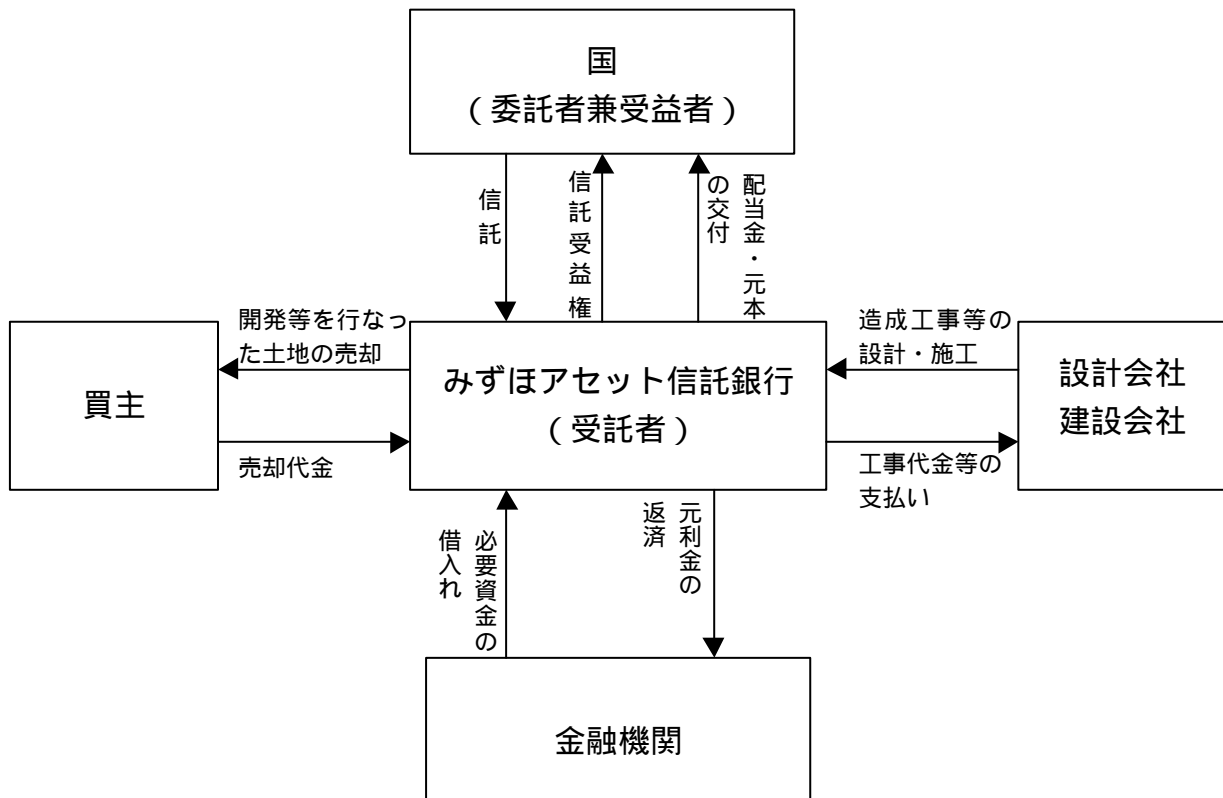 国
（委託者兼受益者）
信託
信託受益権
配当金・元本
の交付
開発等を行なっ
た土地の売却
造成工事等の
設計・施工
買主
みずほアセット信託銀行
（受託者）
設計会社
建設会社
売却代金
工事代金等の
支払い
必要資金の
借入れ
元利金の
返済
金融機関